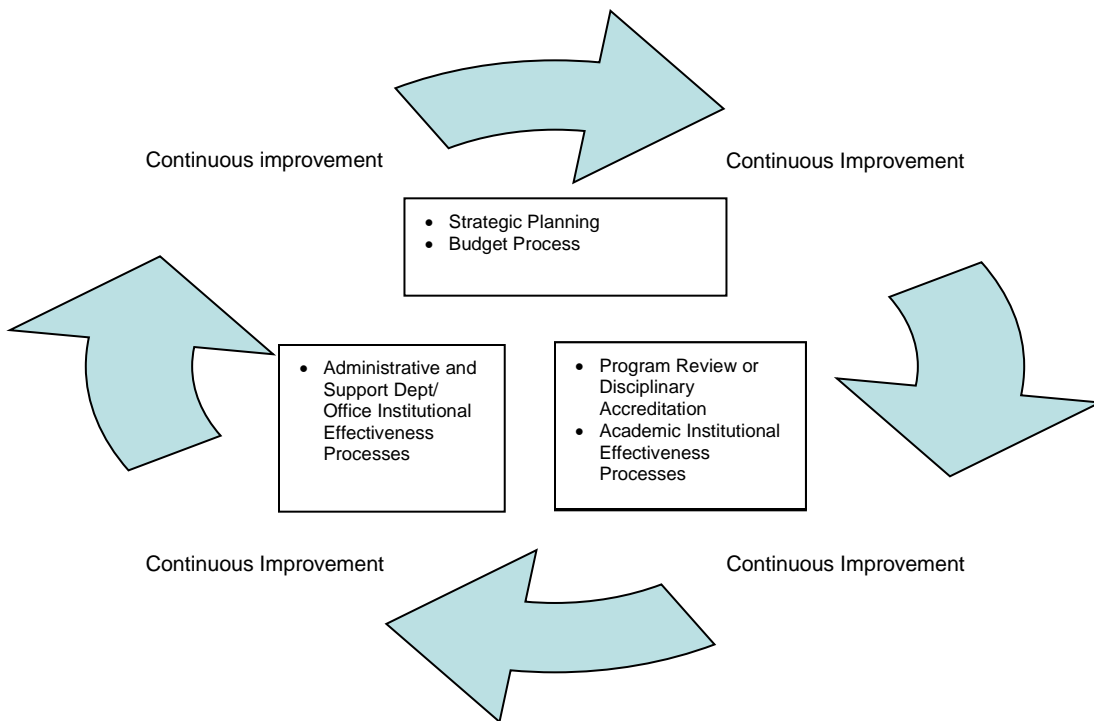 Continuous improvement
Continuous Improvement
• Strategic Planning
• Budget Process
• Administrative and
Support Dept/
Office Institutional
Effectiveness
Processes
• Program Review or
Disciplinary
Accreditation
• Academic Institutional
Effectiveness
Processes
Continuous Improvement
Continuous Improvement